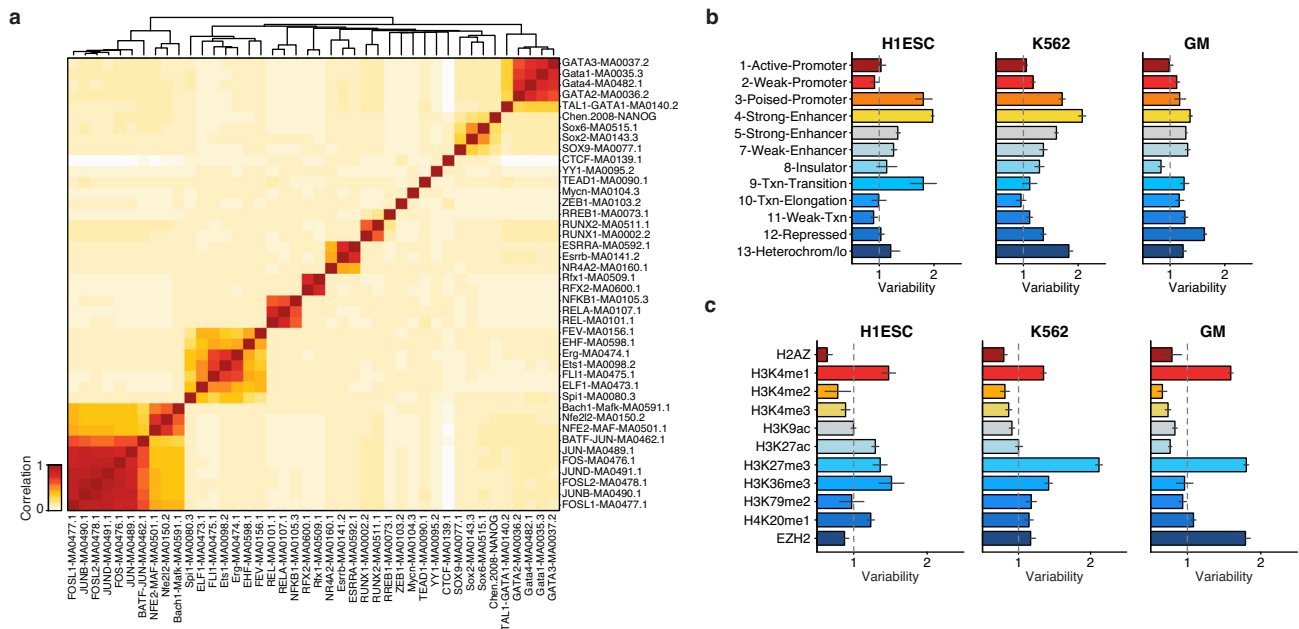 a
GATA3-MA0037.2
Gata1-MA0035.3
Gata4-MA0482.1
GATA2-MA0036.2
TAL1-GATA1-MA0140.2
Chen.2008-NANOG
Sox6-MA0515.1
Sox2-MA0143.3
SOX9-MA0077.1
CTCF-MA0139.1
YY1-MA0095.2
TEAD1-MA0090.1
Mycn-MA0104.3
ZEB1-MA0103.2
RREB1-MA0073.1
RUNX2-MA0511.1
RUNX1-MA0002.2
ESRRA-MA0592.1
Esrrb-MA0141.2
NR4A2-MA0160.1
Rfx1-MA0509.1
RFX2-MA0600.1
NFKB1-MA0105.3
RELA-MA0107.1
REL-MA0101.1
FEV-MA0156.1
EHF-MA0598.1
Erg-MA0474.1
Ets1-MA0098.2
FLI1-MA0475.1
ELF1-MA0473.1
Spi1-MA0080.3
Bach1-Mafk-MA0591.1
Nfe2l2-MA0150.2
NFE2-MAF-MA0501.1
BATF-JUN-MA0462.1
JUN-MA0489.1
FOS-MA0476.1
JUND-MA0491.1
FOSL2-MA0478.1
JUNB-MA0490.1
FOSL1-MA0477.1
Correlation
1
0
FOSL1-MA0477.1
JUNB-MA0490.1
FOSL2-MA0478.1
JUND-MA0491.1
FOS-MA0476.1
JUN-MA0489.1
BATF-JUN-MA0462.1
NFE2-MAF-MA0501.1
Nfe2l2-MA0150.2
Bach1-Mafk-MA0591.1
Spi1-MA0080.3
ELF1-MA0473.1
FLI1-MA0475.1
Ets1-MA0098.2
Erg-MA0474.1
EHF-MA0598.1
FEV-MA0156.1
REL-MA0101.1
RELA-MA0107.1
NFKB1-MA0105.3
RFX2-MA0600.1
Rfx1-MA0509.1
NR4A2-MA0160.1
Esrrb-MA0141.2
ESRRA-MA0592.1
RUNX1-MA0002.2
RUNX2-MA0511.1
RREB1-MA0073.1
ZEB1-MA0103.2
Mycn-MA0104.3
TEAD1-MA0090.1
YY1-MA0095.2
CTCF-MA0139.1
SOX9-MA0077.1
Sox2-MA0143.3
Sox6-MA0515.1
Chen.2008-NANOG
TAL1-GATA1-MA0140.2
GATA2-MA0036.2
Gata4-MA0482.1
Gata1-MA0035.3
GATA3-MA0037.2
b
H1ESC K562 GM
1-Active-Promoter
2-Weak-Promoter
3-Poised-Promoter
4-Strong-Enhancer
5-Strong-Enhancer
7-Weak-Enhancer
8-Insulator
9-Txn-Transition
10-Txn-Elongation
11-Weak-Txn
12-Repressed
13-Heterochrom/lo
1 2 1 2 1 2
Variability Variability Variability
c
H1ESC K562 GM
H2AZ
H3K4me1
H3K4me2
H3K4me3
H3K9ac
H3K27ac
H3K27me3
H3K36me3
H3K79me2
H4K20me1
EZH2
1 2 1 2 1 2
Variability Variability Variability